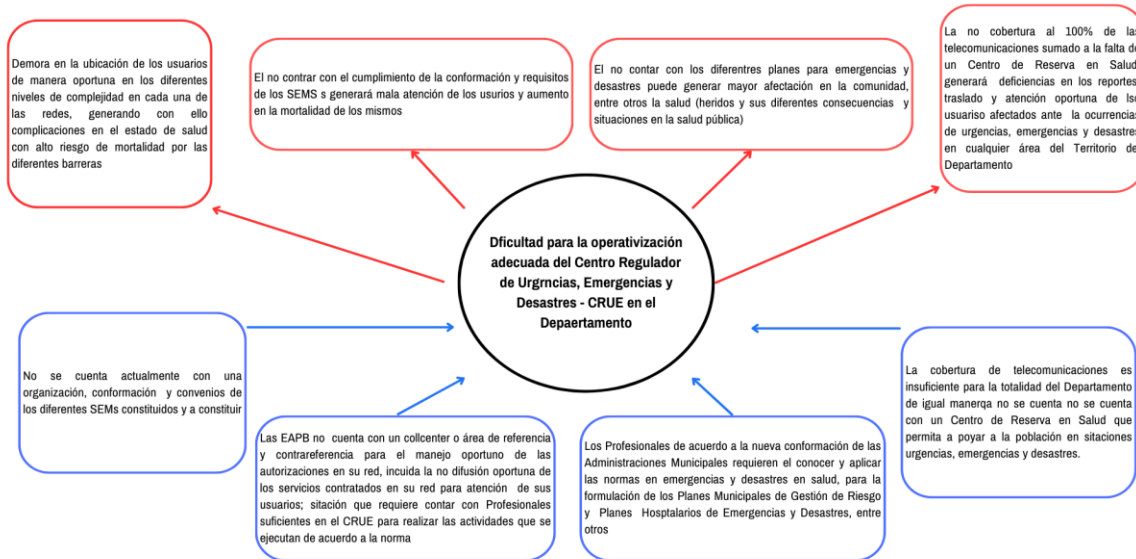 Demora en la ubicación de los usuarios
de manera oportuna en los diferentes
niveles de complejidad en cada una de
las redes, generando con ello
complicaciones en el estado de salud
con alto riesgo de mortalidad por las
diferentes barreras
El no contrar con el cumplimiento de la conformación y requisitos
de los SEMS s generará mala atención de los usurios y aumento
en la mortalidad de los mismos
El no contar con los diferentres planes para emergencias y
desastres puede generar mayor afectación en la comunidad,
entre otros la salud (heridos y sus diferentes consecuencias y
situaciones en la salud pública)
La no cobertura al 100% de las
telecomunicaciones sumado a la falta de
un Centro de Reserva en Salud,
generará deficiencias en los reportes,
traslado y atención oportuna de lso
usuariso afectados ante la ocurrencias
de urgencias, emergencias y desastres
en cualquier área del Territorio del
Departamento
Dficultad para la operativización
adecuada del Centro Regulador
de Urgrncias, Emergencias y
Desastres - CRUE en el
Depaertamento
No se cuenta actualmente con una
organización, conformación y convenios de
los diferentes SEMs constituidos y a constituir
Las EAPB no cuenta con un collcenter o área de referencia
y contrareferencia para el manejo oportuno de las
autorizaciones en su red, incuida la no difusión oportuna de
los servicios contratados en su red para atención de sus
usuarios; sitación que requiere contar con Profesionales
suficientes en el CRUE para realizar las actividades que se
ejecutan de acuerdo a la norma
Los Profesionales de acuerdo a la nueva conformación de las
Administraciones Municipales requieren el conocer y aplicar
las normas en emergencias y desastres en salud, para la
formulación de los Planes Municipales de Gestión de Riesgo
y Planes Hosptalarios de Emergencias y Desastres, entre
otros
La cobertura de telecomunicaciones es
insuficiente para la totalidad del Departamento
de igual manerqa no se cuenta no se cuenta
con un Centro de Reserva en Salud que
permita a poyar a la población en sitaciones
urgencias, emergencias y desastres.